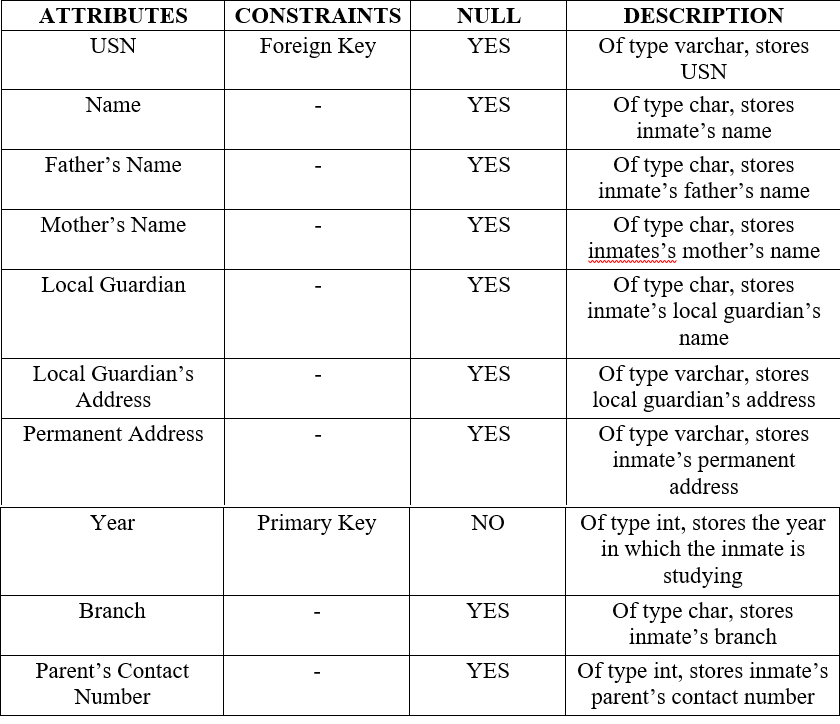 ATTRIBUTES CONSTRAINTS NULL DESCRIPTION
USN Foreign Key YES Of type varchar, stores
USN
Name - YES Of type char, stores
inmate’s name
Father’s Name - YES Of type char, stores
inmate’s father’s name
Mother’s Name - YES Of type char, stores
inmates’s mother’s name
Local Guardian - YES Of type char, stores
inmate’s local guardian’s
name
Local Guardian’s - YES Of type varchar, stores
Address local guardian’s address
Permanent Address - YES Of type varchar, stores
inmate’s permanent
address
Year Primary Key NO Of type int, stores the year
in which the inmate is
studying
Branch - YES Of type char, stores
inmate’s branch
Parent’s Contact - YES Of type int, stores inmate’s
Number parent’s contact number